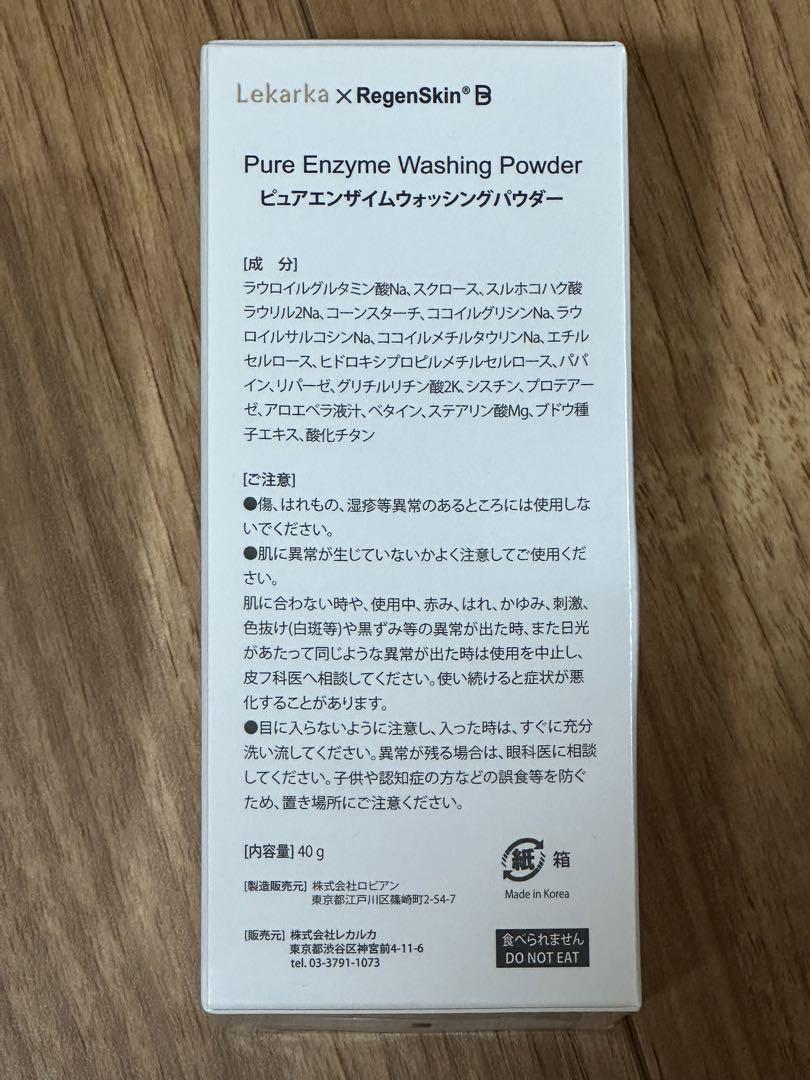 Lekarka×RegenSkin® B
Pure Enzyme Washing Powder
ピュアエンザイムウォッシングパウダー
[成　分]
ラウロイルグルタミン酸Na、スクロース、スルホコハク酸
ラウリル2Na、コーンスターチ、ココイルグリシンNa、ラウ
ロイルサルコシンNa、ココイルメチルタウリンNa、エチル
セルロース、ヒドロキシプロピルメチルセルロース、パパ
イン、リパーゼ、グリチルリチン酸2K、シスチン、プロテアー
ゼ、アロエベラ液汁、ベタイン、ステアリン酸Mg、ブドウ種
子エキス、酸化チタン
[ご注意]
●傷、はれもの、湿疹等異常のあるところには使用しな
いでください。
●肌に異常が生じていないかよく注意してご使用くだ
さい。
肌に合わない時や、使用中、赤み、はれ、かゆみ、刺激、
色抜け(白斑等)や黒ずみ等の異常が出た時、また日光
があたって同じような異常が出た時は使用を中止し、
皮フ科医へ相談してください。使い続けると症状が悪
化することがあります。
●目に入らないように注意し、入った時は、すぐに充分
洗い流してください。異常が残る場合は、眼科医に相談
してください。子供や認知症の方などの誤食等を防ぐ
ため、置き場所にご注意ください。
[内容量] 40 g
紙 箱
Made in Korea
[製造販売元] 株式会社ロビアン
東京都江戸川区篠崎町2-54-7
[販売元] 株式会社レカルカ
東京都渋谷区神宮前4-11-6
tel. 03-3791-1073
食べられません
DO NOT EAT